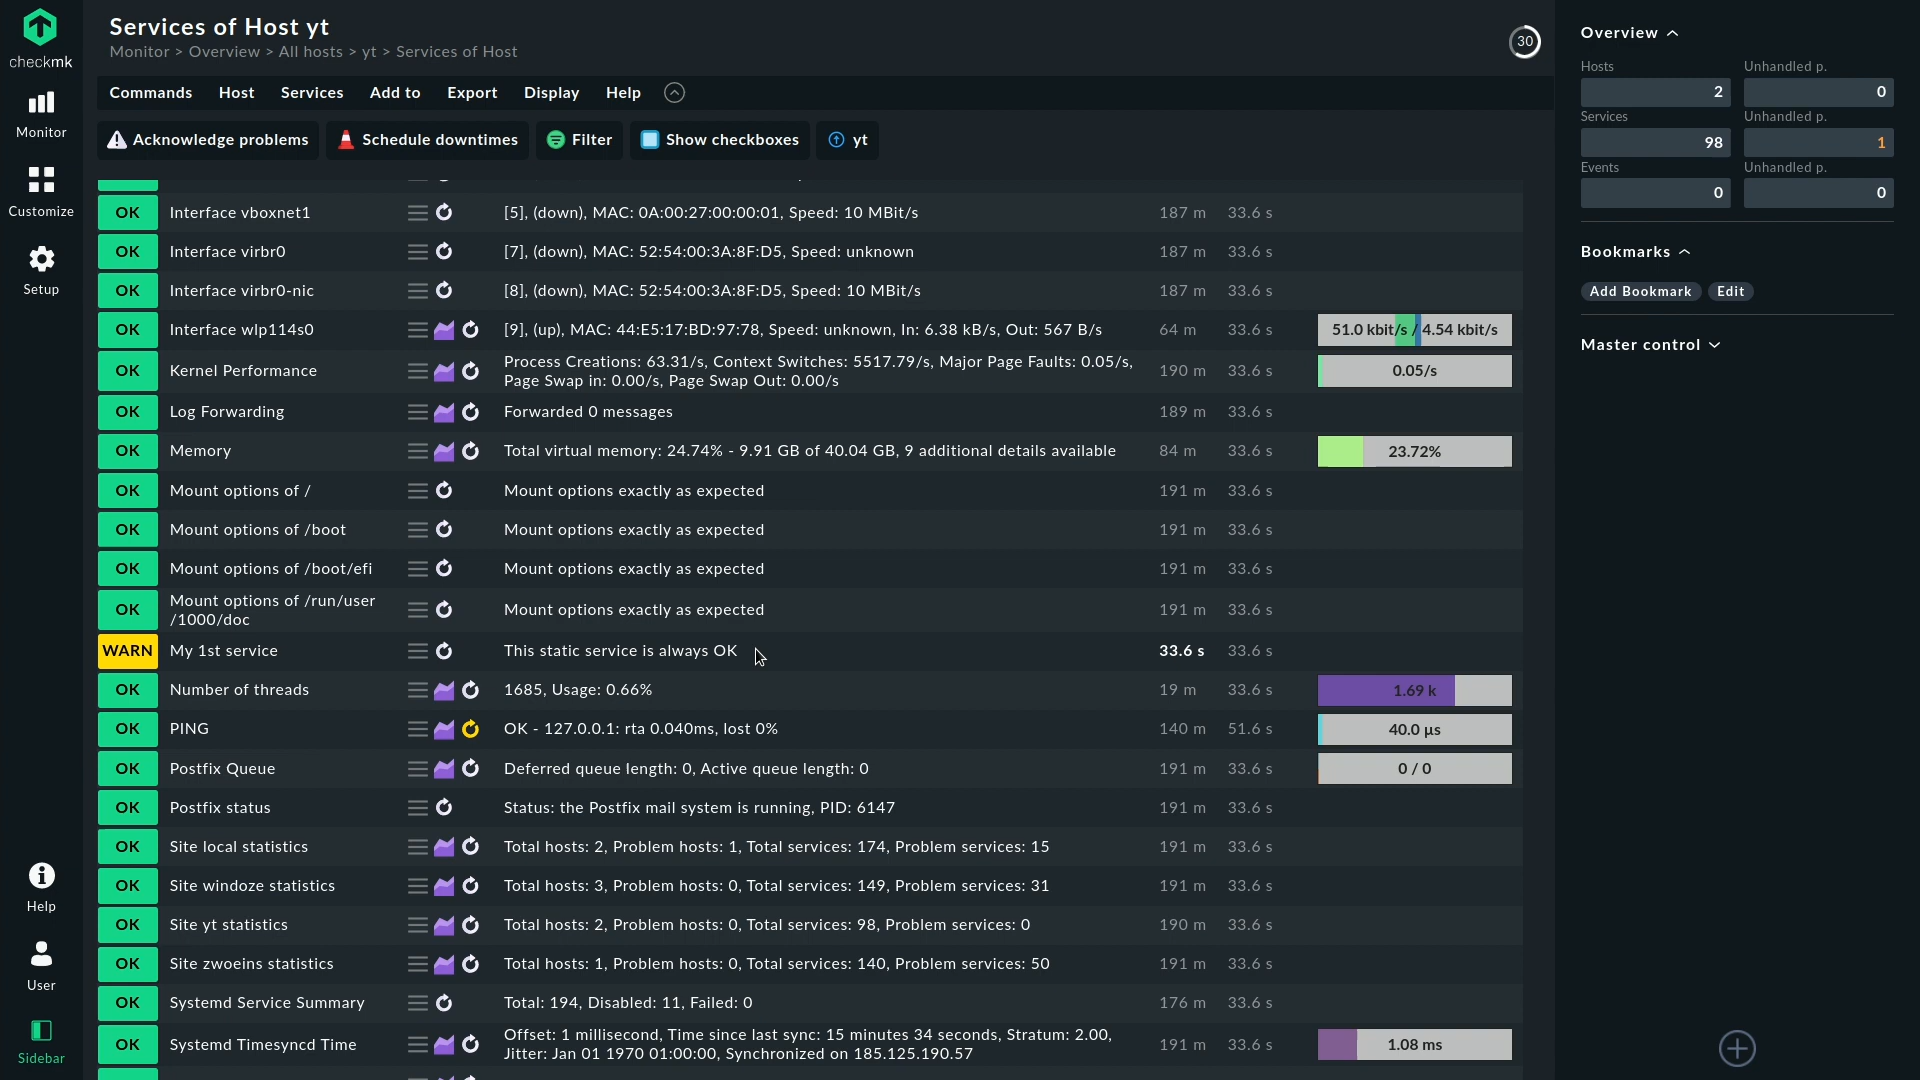 checkmk
Monitor
Customize
Setup
Help
User
Sidebar
Services of Host yt
Monitor > Overview > All hosts > yt > Services of Host
30
Commands Host Services Add to Export Display Help
Acknowledge problems Schedule downtimes Filter Show checkboxes yt
OK Interface vboxnet1 [5], (down), MAC: 0A:00:27:00:00:01, Speed: 10 MBit/s 187 m 33.6 s
OK Interface virbr0 [7], (down), MAC: 52:54:00:3A:8F:D5, Speed: unknown 187 m 33.6 s
OK Interface virbr0-nic [8], (down), MAC: 52:54:00:3A:8F:D5, Speed: 10 MBit/s 187 m 33.6 s
OK Interface wlp114s0 [9], (up), MAC: 44:E5:17:BD:97:78, Speed: unknown, In: 6.38 kB/s, Out: 567 B/s 64 m 33.6 s 51.0 kbit/s / 4.54 kbit/s
OK Kernel Performance Process Creations: 63.31/s, Context Switches: 5517.79/s, Major Page Faults: 0.05/s, 190 m 33.6 s 0.05/s
Page Swap in: 0.00/s, Page Swap Out: 0.00/s
OK Log Forwarding Forwarded 0 messages 189 m 33.6 s
OK Memory Total virtual memory: 24.74% - 9.91 GB of 40.04 GB, 9 additional details available 84 m 33.6 s 23.72%
OK Mount options of / Mount options exactly as expected 191 m 33.6 s
OK Mount options of /boot Mount options exactly as expected 191 m 33.6 s
OK Mount options of /boot/efi Mount options exactly as expected 191 m 33.6 s
OK Mount options of /run/user Mount options exactly as expected 191 m 33.6 s
/1000/doc
WARN My 1st service This static service is always OK 33.6 s 33.6 s
OK Number of threads 1685, Usage: 0.66% 19 m 33.6 s 1.69 k
OK PING OK - 127.0.0.1: rta 0.040ms, lost 0% 140 m 51.6 s 40.0 µs
OK Postfix Queue Deferred queue length: 0, Active queue length: 0 191 m 33.6 s 0 / 0
OK Postfix status Status: the Postfix mail system is running, PID: 6147 191 m 33.6 s
OK Site local statistics Total hosts: 2, Problem hosts: 1, Total services: 174, Problem services: 15 191 m 33.6 s
OK Site windoze statistics Total hosts: 3, Problem hosts: 0, Total services: 149, Problem services: 31 191 m 33.6 s
OK Site yt statistics Total hosts: 2, Problem hosts: 0, Total services: 98, Problem services: 0 190 m 33.6 s
OK Site zwoeins statistics Total hosts: 1, Problem hosts: 0, Total services: 140, Problem services: 50 191 m 33.6 s
OK Systemd Service Summary Total: 194, Disabled: 11, Failed: 0 176 m 33.6 s
OK Systemd Timesyncd Time Offset: 1 millisecond, Time since last sync: 15 minutes 34 seconds, Stratum: 2.00, 191 m 33.6 s 1.08 ms
Jitter: Jan 01 1970 01:00:00, Synchronized on 185.125.190.57
Overview
Hosts Unhandled p.
2 0
Services Unhandled p.
98 1
Events Unhandled p.
0 0
Bookmarks
Add Bookmark Edit
Master control